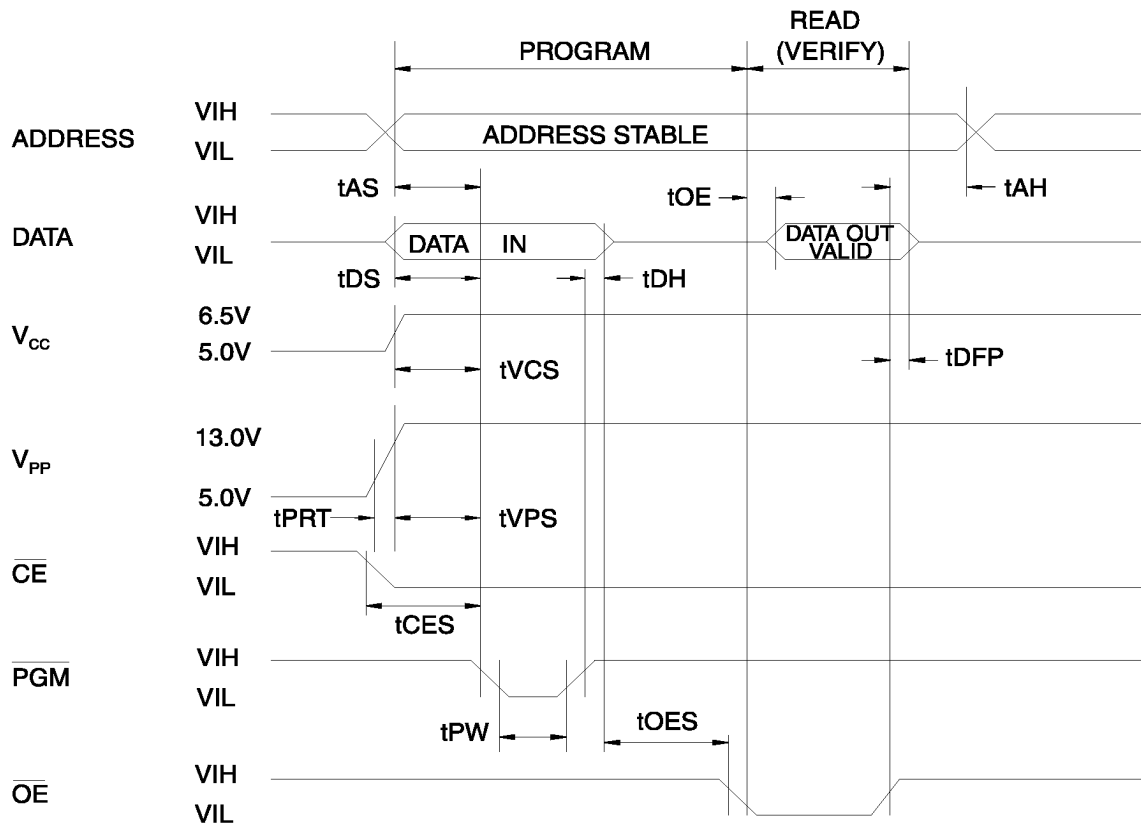 READ
PROGRAM (VERIFY)
VIH
ADDRESS ADDRESS STABLE
VIL
tAS tOE tAH
VIH
DATA DATA IN DATA OUT
VIL VALID
tDS tDH
6.5V
VCC
5.0V
tVCS tDFP
13.0V
VPP
5.0V
tPRT tVPS
VIH
CE
VIL
tCES
VIH
PGM
VIL
tPW tOES
VIH
OE
VIL